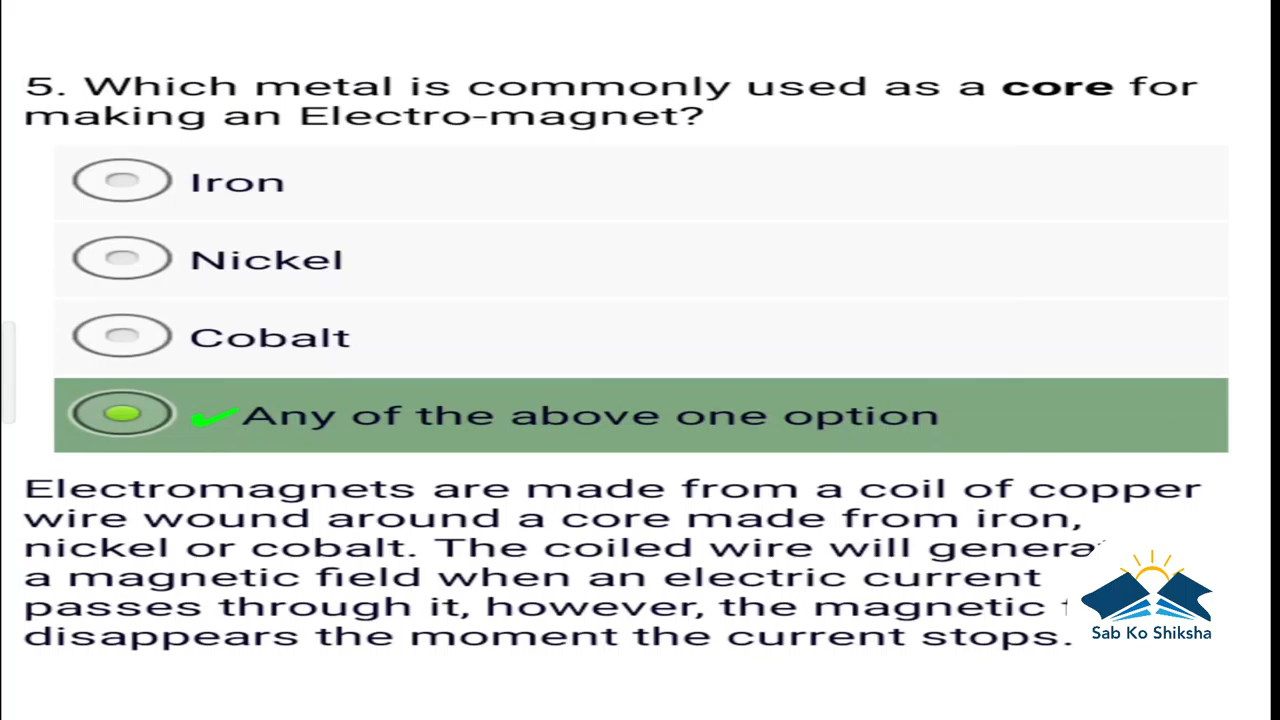 5. Which metal is commonly used as a core for
making an Electro-magnet?
Iron
Nickel
Cobalt
✔Any of the above one option
Electromagnets are made from a coil of copper
wire wound around a core made from iron,
nickel or cobalt. The coiled wire will
a magnetic field when an electric current
passes through it, however, the magnetic
disappears the moment the current stops.
Sab Ko Shiksha